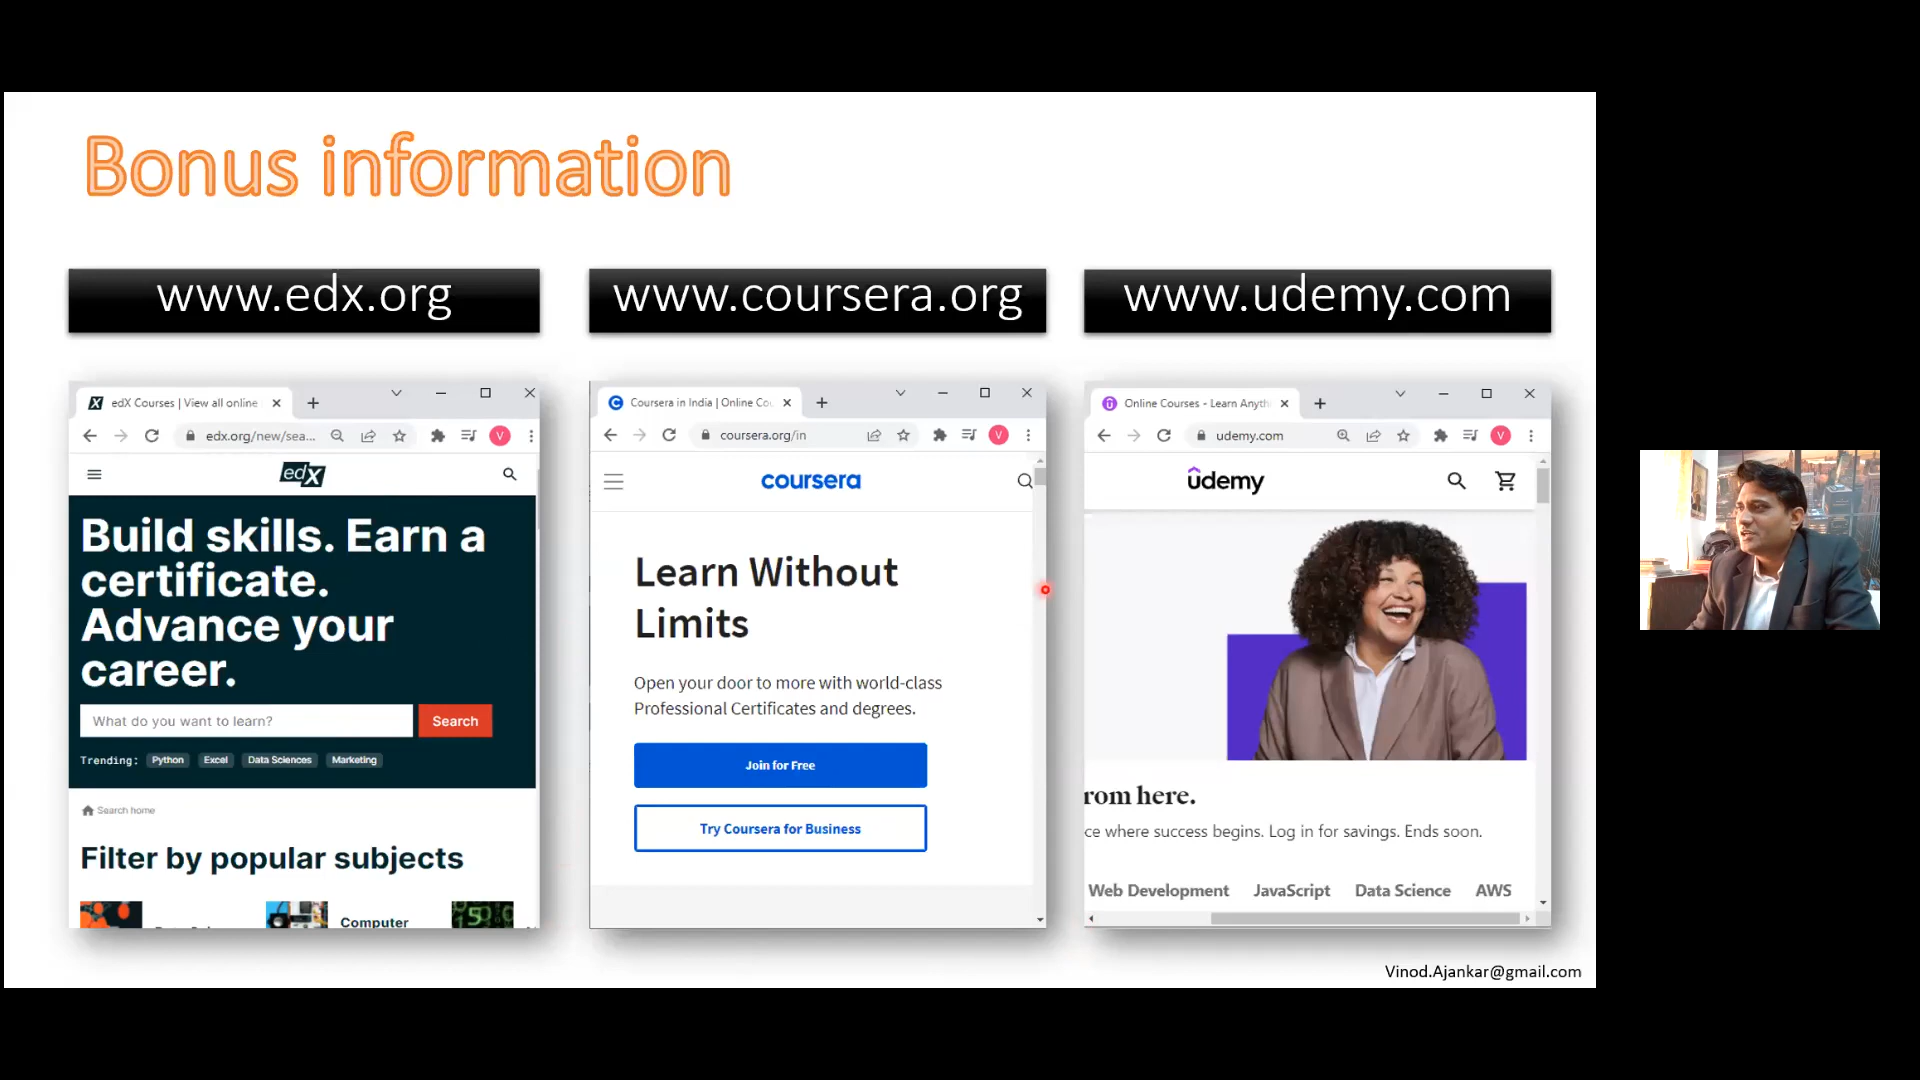 Bonus information
www.edx.org
www.coursera.org
www.udemy.com
edX Courses | View all online
edx.org/new/sea...
V
edX
Build skills. Earn a
certificate.
Advance your
career.
What do you want to learn?
Search
Trending:
Python
Excel
Data Sciences
Marketing
Search home
Filter by popular subjects
Computer
Coursera in India | Online Cou
coursera.org/in
V
coursera
Learn Without
Limits
Open your door to more with world-class
Professional Certificates and degrees.
Join for Free
Try Coursera for Business
Online Courses - Learn Anyth
udemy.com
V
udemy
rom here.
ce where success begins. Log in for savings. Ends soon.
Web Development
JavaScript
Data Science
AWS
Vinod.Ajankar@gmail.com